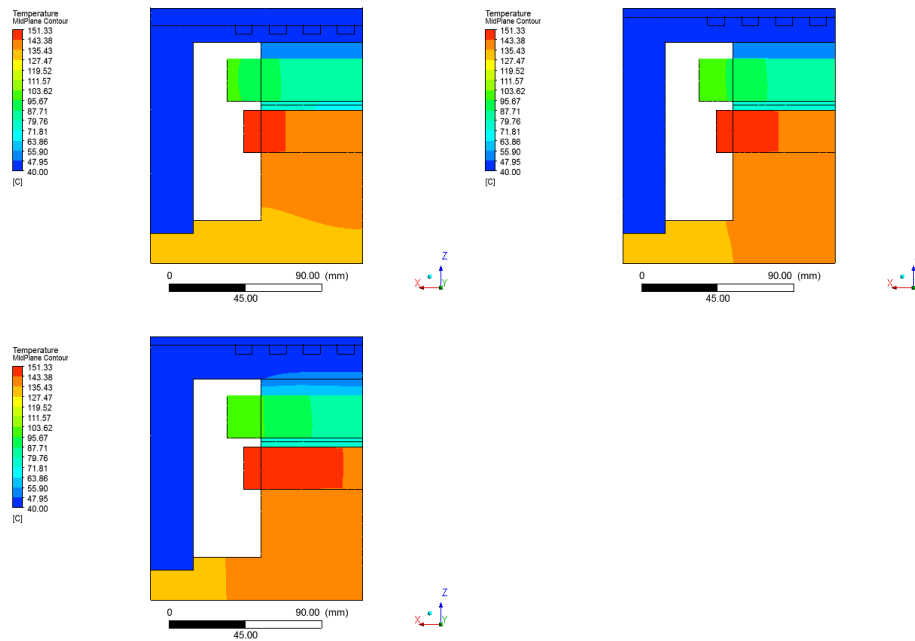 Temperature
MidPlane Contour
151.33
143.38
135.43
127.47
119.52
111.57
103.62
95.67
87.71
79.76
71.81
63.86
55.90
47.95
40.00
[C]
0 90.00 (mm)
45.00
Z
X Y
Temperature
MidPlane Contour
151.33
143.38
135.43
127.47
119.52
111.57
103.62
95.67
87.71
79.76
71.81
63.86
55.90
47.95
40.00
[C]
0 90.00 (mm)
45.00
X
Temperature
MidPlane Contour
151.33
143.38
135.43
127.47
119.52
111.57
103.62
95.67
87.71
79.76
71.81
63.86
55.90
47.95
40.00
[C]
0 90.00 (mm)
45.00
Z
X Y